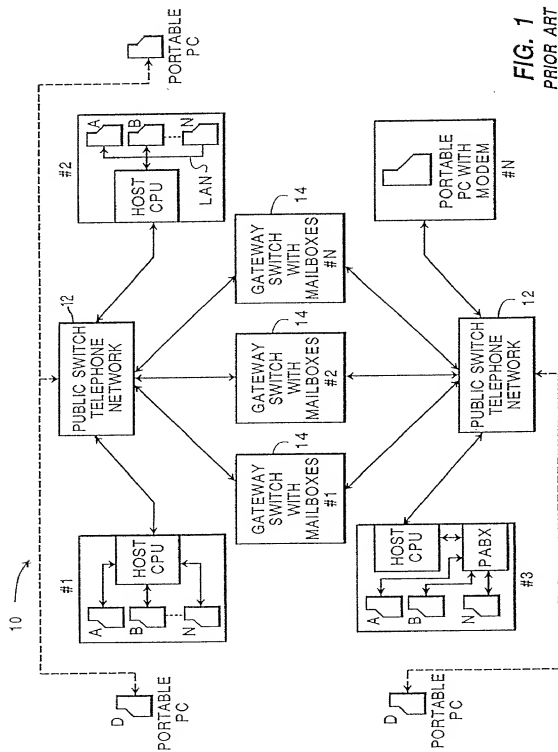 10
D
PORTABLE
PC
#1
A
B
N
HOST
CPU
12
PUBLIC SWITCH
TELEPHONE
NETWORK
#2
HOST
CPU
A
B
N
LAN
PORTABLE
PC
14
GATEWAY
SWITCH
WITH
MAILBOXES
#1
14
GATEWAY
SWITCH
WITH
MAILBOXES
#2
14
GATEWAY
SWITCH
WITH
MAILBOXES
#N
D
PORTABLE
PC
#3
A
B
N
HOST
CPU
PABX
PUBLIC SWITCH
TELEPHONE
NETWORK
12
PORTABLE
PC WITH
MODEM
#N
FIG. 1
PRIOR ART